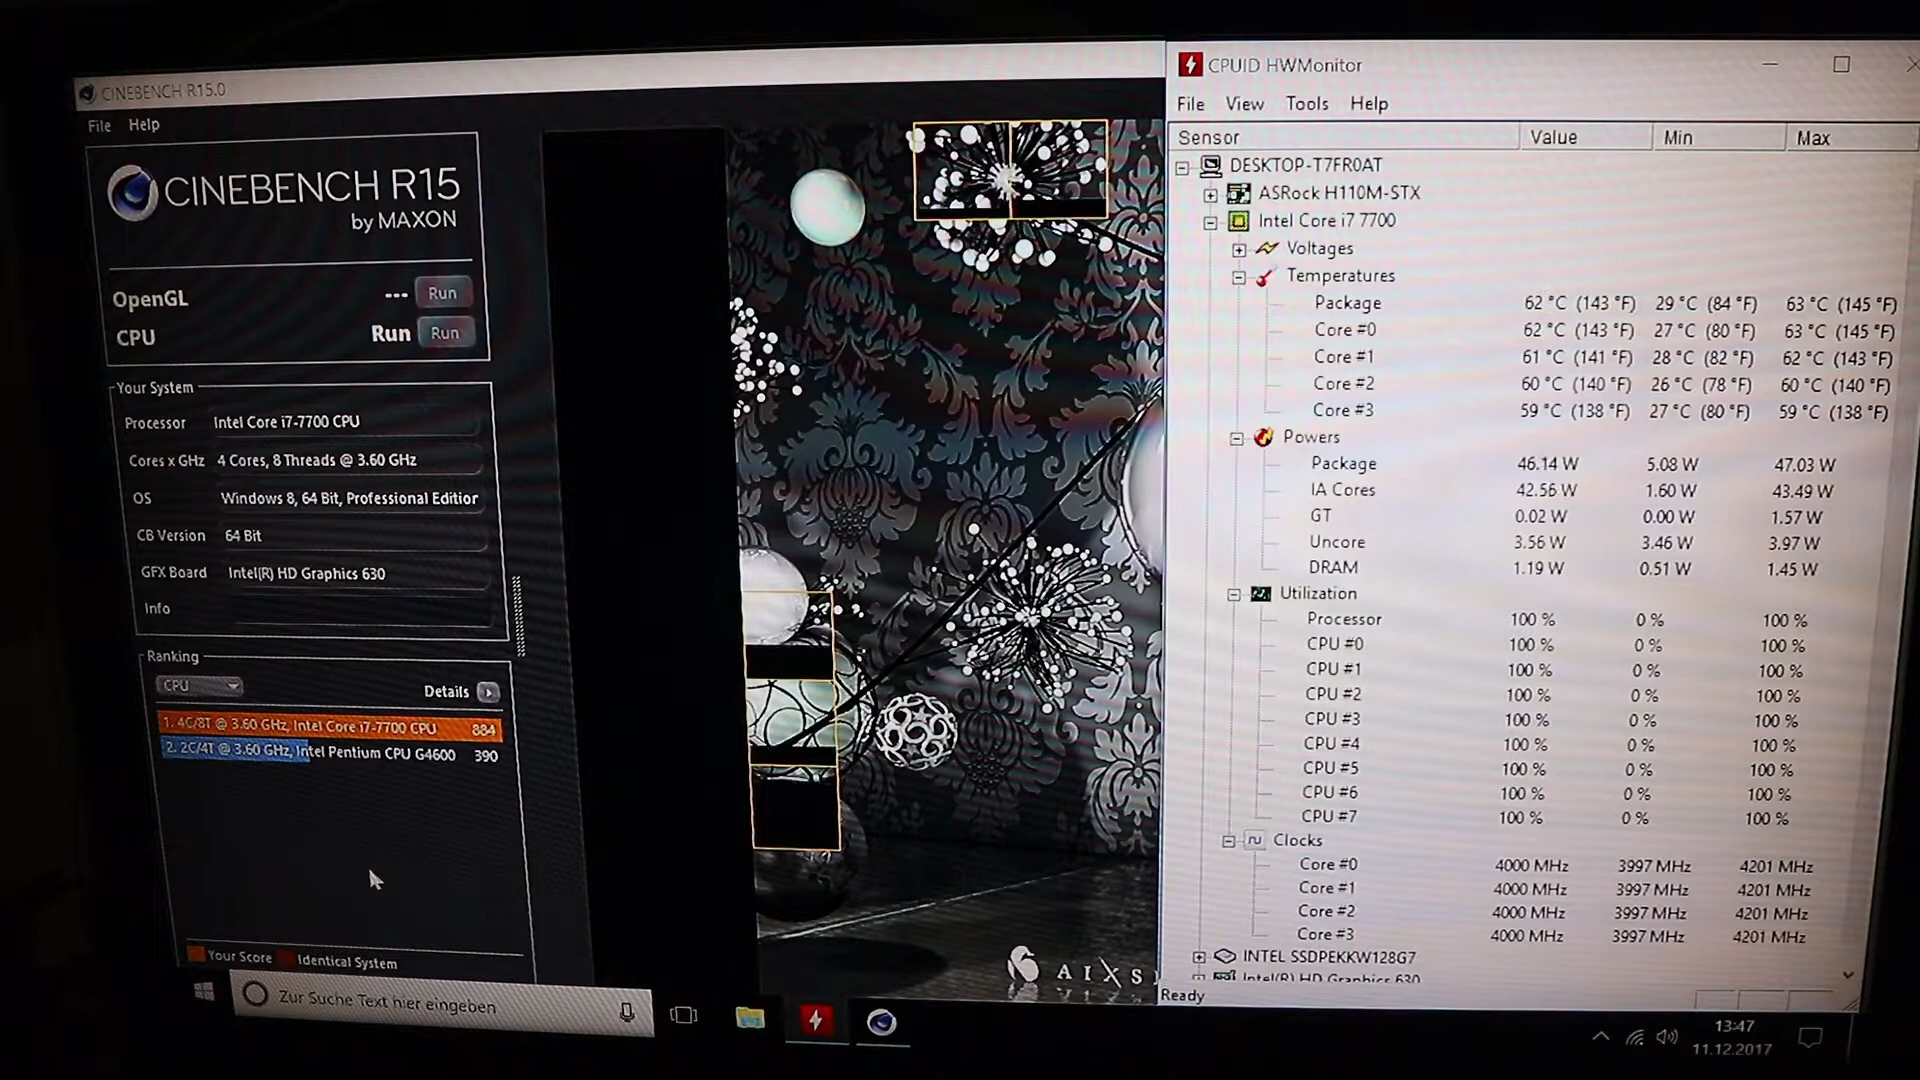 CINEBENCH R15.0
File Help
CINEBENCH R15
by MAXON
OpenGL --- Run
CPU Run Run
Your System
Processor Intel Core i7-7700 CPU
Cores x GHz 4 Cores, 8 Threads @ 3.60 GHz
OS Windows 8, 64 Bit, Professional Edition
CB Version 64 Bit
GFX Board Intel(R) HD Graphics 630
Info
Ranking
CPU Details
1. 4C/8T @ 3.60 GHz, Intel Core i7-7700 CPU 884
2. 2C/4T @ 3.60 GHz, Intel Pentium CPU G4600 390
Your Score Identical System
AIXS
CPUID HWMonitor
File View Tools Help
Sensor Value Min Max
DESKTOP-T7FR0AT
ASRock H110M-STX
Intel Core i7 7700
Voltages
Temperatures
Package 62 °C (143 °F) 29 °C (84 °F) 63 °C (145 °F)
Core #0 62 °C (143 °F) 27 °C (80 °F) 63 °C (145 °F)
Core #1 61 °C (141 °F) 28 °C (82 °F) 62 °C (143 °F)
Core #2 60 °C (140 °F) 26 °C (78 °F) 60 °C (140 °F)
Core #3 59 °C (138 °F) 27 °C (80 °F) 59 °C (138 °F)
Powers
Package 46.14 W 5.08 W 47.03 W
IA Cores 42.56 W 1.60 W 43.49 W
GT 0.02 W 0.00 W 1.57 W
Uncore 3.56 W 3.46 W 3.97 W
DRAM 1.19 W 0.51 W 1.45 W
Utilization
Processor 100 % 0 % 100 %
CPU #0 100 % 0 % 100 %
CPU #1 100 % 0 % 100 %
CPU #2 100 % 0 % 100 %
CPU #3 100 % 0 % 100 %
CPU #4 100 % 0 % 100 %
CPU #5 100 % 0 % 100 %
CPU #6 100 % 0 % 100 %
CPU #7 100 % 0 % 100 %
Clocks
Core #0 4000 MHz 3997 MHz 4201 MHz
Core #1 4000 MHz 3997 MHz 4201 MHz
Core #2 4000 MHz 3997 MHz 4201 MHz
Core #3 4000 MHz 3997 MHz 4201 MHz
INTEL SSDPEKKW128G7
Intel(R) HD Graphics 630
Ready
Zur Suche Text hier eingeben
13:47
11.12.2017